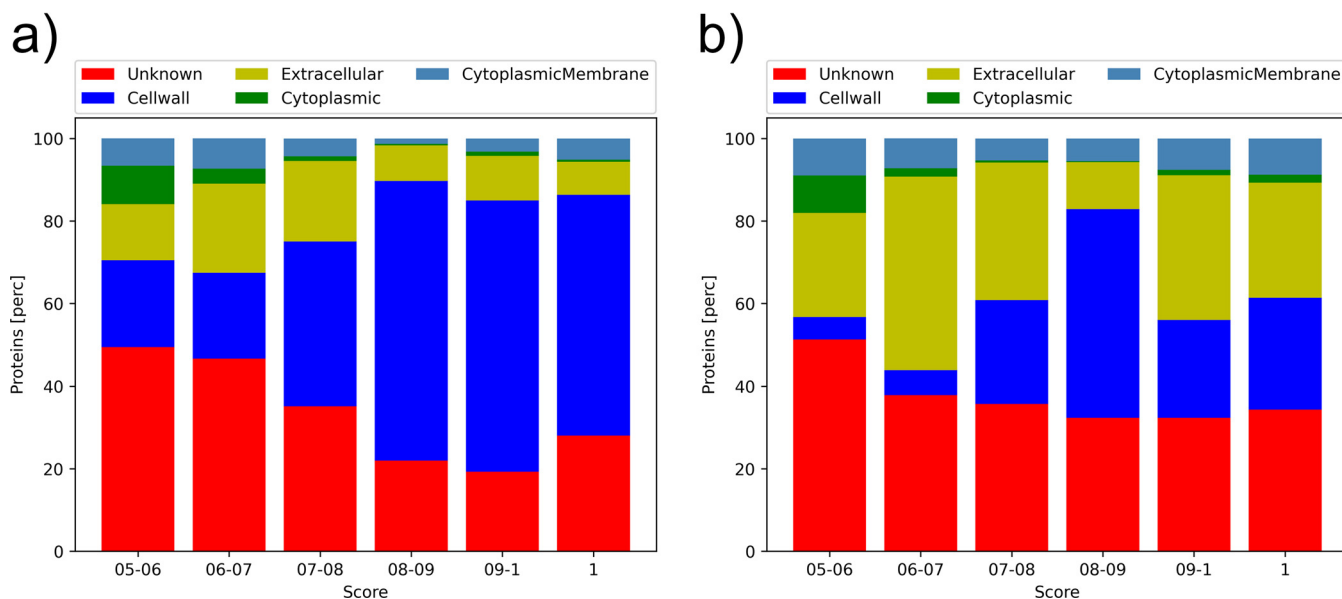 a)
Unknown
Cellwall
Extracellular
Cytoplasmic
CytoplasmicMembrane
100
80
60
40
20
0
Proteins [perc]
05-06 06-07 07-08 08-09 09-1 1
Score
b)
Unknown
Cellwall
Extracellular
Cytoplasmic
CytoplasmicMembrane
100
80
60
40
20
0
Proteins [perc]
05-06 06-07 07-08 08-09 09-1 1
Score